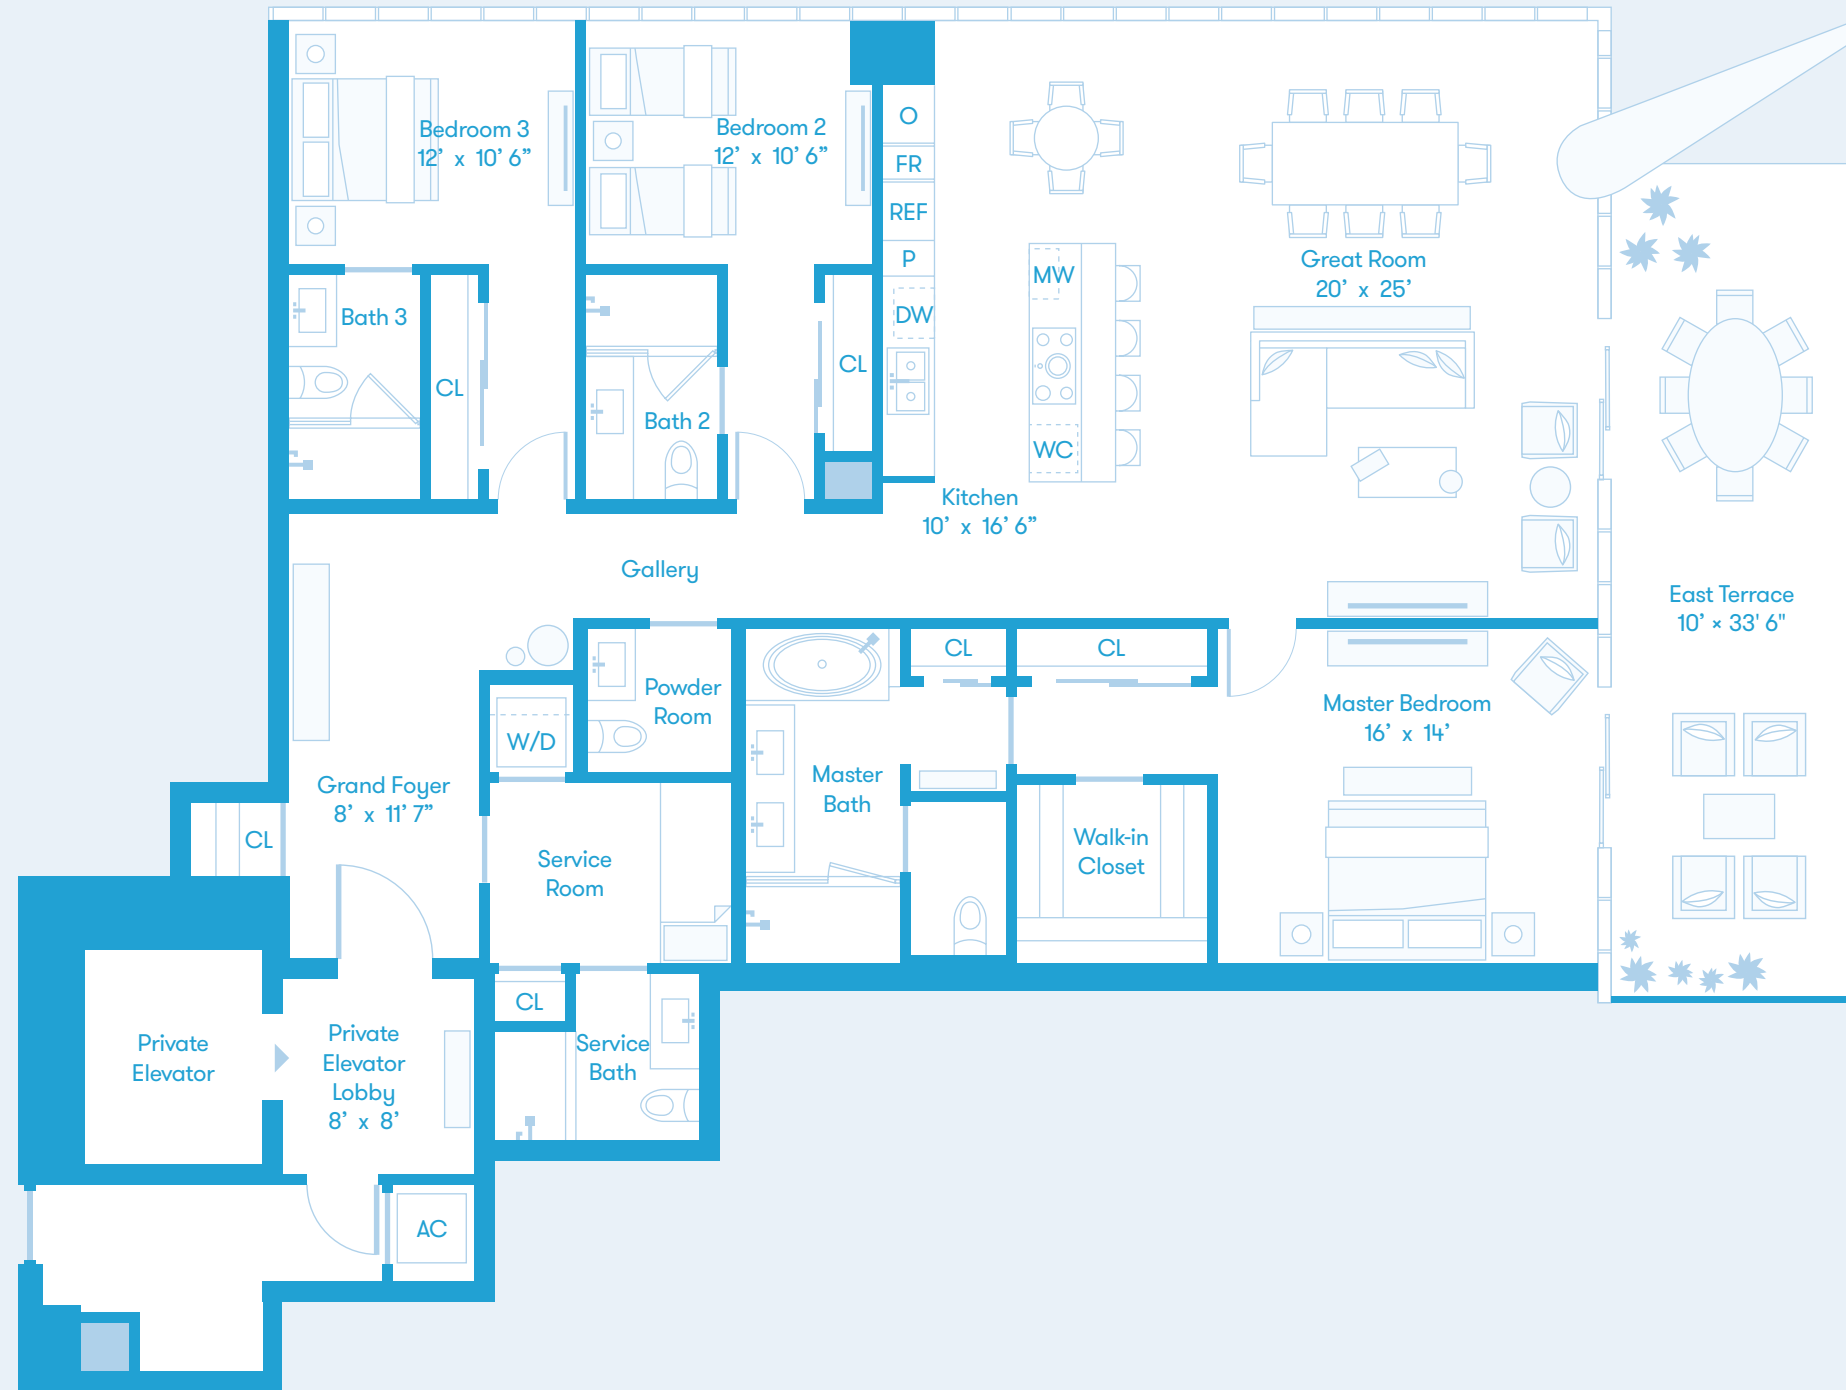 Bedroom 3
12’ x 10’ 6”
Bedroom 2
12’ x 10’ 6”
O
FR
REF
P
DW
MW
WC
Great Room
20’ x 25’
Bath 3
CL
Bath 2
CL
Kitchen
10’ x 16’ 6”
Gallery
East Terrace
10’ × 33' 6"
CL
CL
Powder
Room
Master Bedroom
16’ x 14’
W/D
Master
Bath
Grand Foyer
8’ x 11’ 7”
CL
Service
Room
Walk-in
Closet
CL
Private
Elevator
Private
Elevator
Lobby
8’ x 8’
Service
Bath
AC